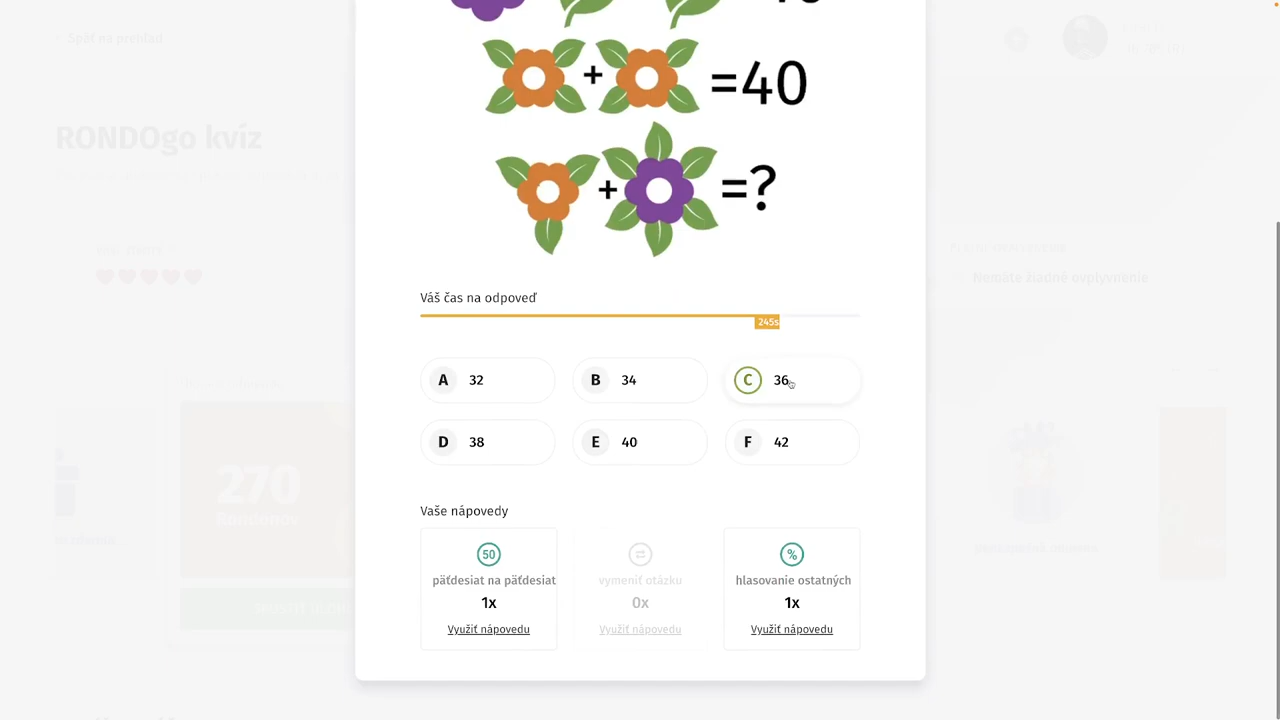 Späť na prehľad
RONDOgo kvíz
+ =40
+ =?
Nemáte žiadne ovplyvnenie
270
Váš čas na odpoveď
245s
A 32
B 34
C 36
D 38
E 40
F 42
Vaše nápovedy
50
%
päťdesiat na päťdesiat
vymeniť otázku
hlasovanie ostatných
1x
0x
1x
Využiť nápovedu
Využiť nápovedu
Využiť nápovedu